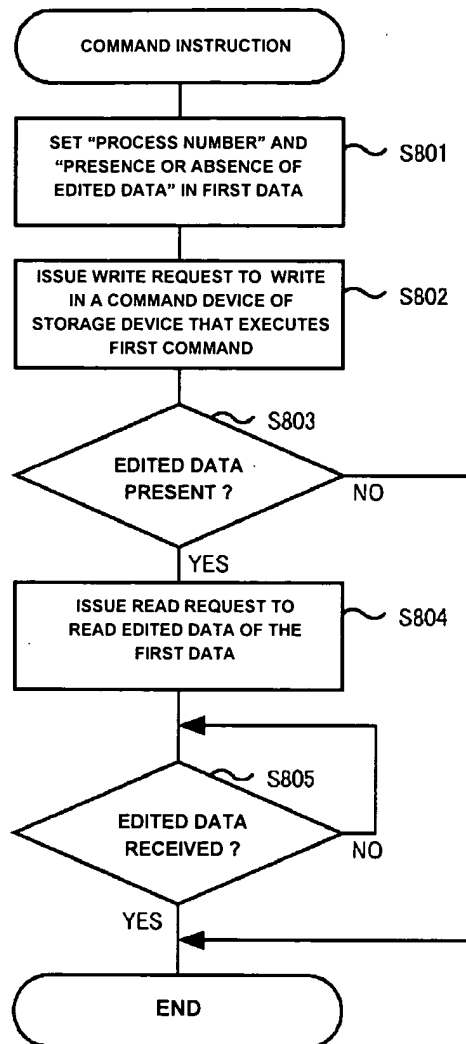 COMMAND INSTRUCTION
SET “PROCESS NUMBER” AND
“PRESENCE OR ABSENCE OF
EDITED DATA” IN FIRST DATA
S801
ISSUE WRITE REQUEST TO WRITE
IN A COMMAND DEVICE OF
STORAGE DEVICE THAT EXECUTES
FIRST COMMAND
S802
S803
EDITED DATA
PRESENT ?
NO
YES
ISSUE READ REQUEST TO
READ EDITED DATA OF THE
FIRST DATA
S804
S805
EDITED DATA
RECEIVED ?
NO
YES
END